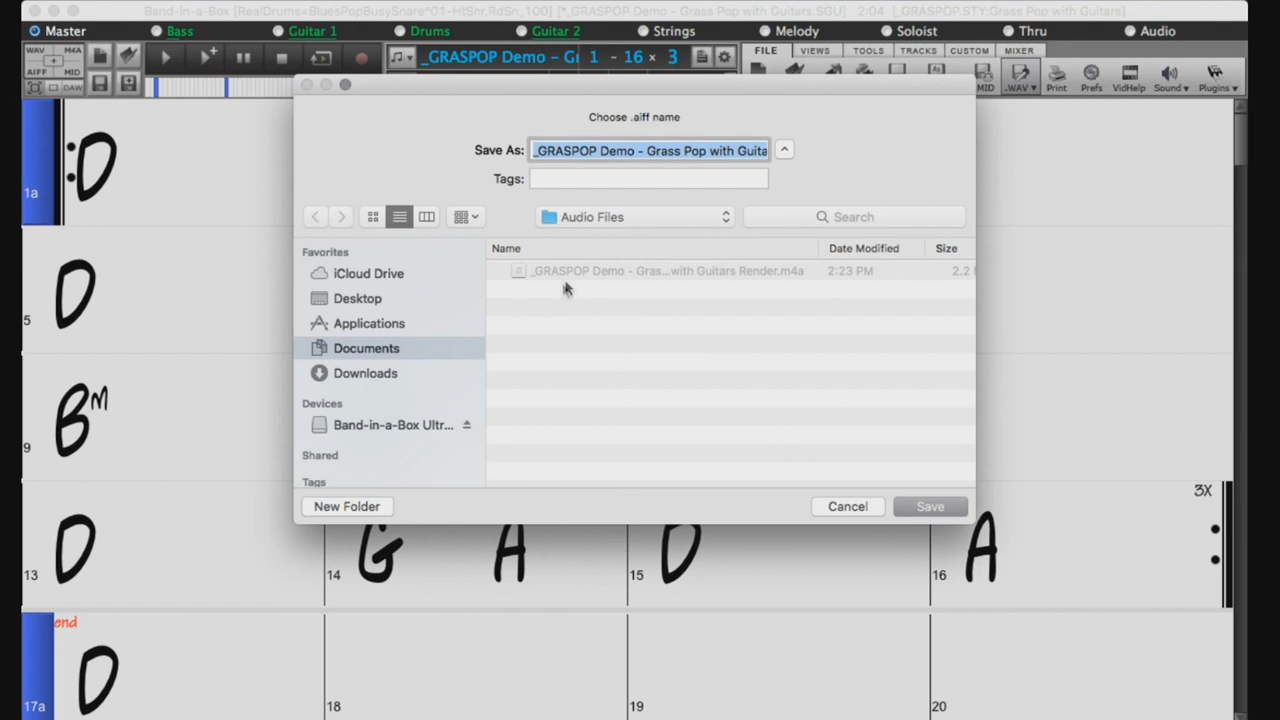 Band-in-a-Box [RealDrums=BluesPopBusySnare^01-HtSnr.RdSn_100] [*_GRASPOP Demo - Grass Pop with Guitars.SGU] 2:04 [_GRASPOP.STY:Grass Pop with Guitars]
Master Bass Guitar 1 Drums Guitar 2 Strings Melody Soloist Thru Audio
WAV M4A
AIFF MID
DAW
_GRASPOP Demo - Gr 1 - 16 x 3
FILE VIEWS TOOLS TRACKS CUSTOM MIXER
MID .WAV Print Prefs VidHelp Sound Plugins
Choose .aiff name
Save As: _GRASPOP Demo - Grass Pop with Guita
Tags:
Audio Files
Search
Favorites
iCloud Drive
Desktop
Applications
Documents
Downloads
Devices
Band-in-a-Box Ultr...
Shared
Tags
Name Date Modified Size
_GRASPOP Demo - Gras...with Guitars Render.m4a 2:23 PM 2.2
New Folder Cancel Save
1a D
5 D
9 Bm
3X
13 D 14 G A 15 D 16 A
end
17a D 18 19 20